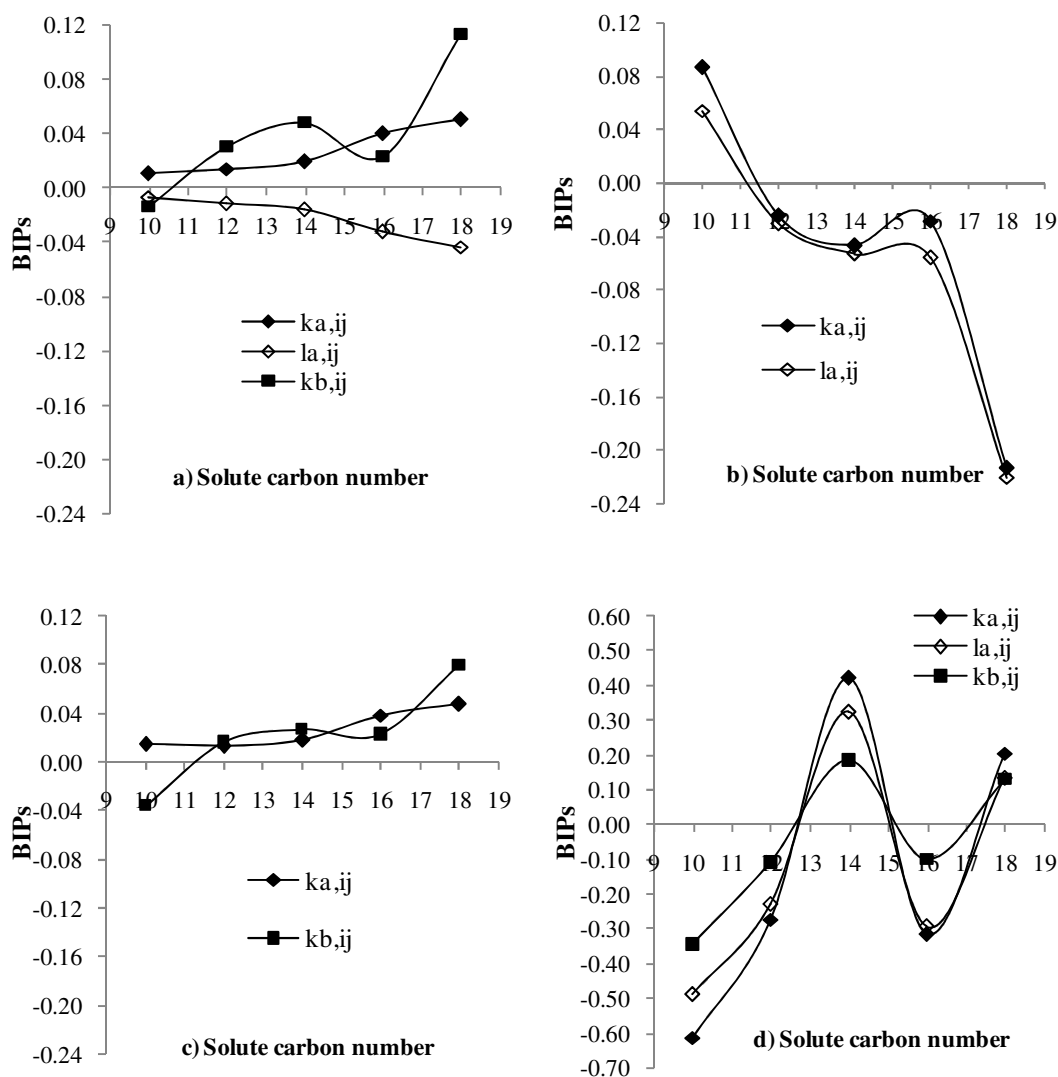 0.12
0.08
0.04
0.00
-0.04
-0.08
-0.12
-0.16
-0.20
-0.24
9 10 11 12 13 14 15 16 17 18 19
BIPs
ka,ij
la,ij
kb,ij
a) Solute carbon number
0.12
0.08
0.04
0.00
-0.04
-0.08
-0.12
-0.16
-0.20
-0.24
9 10 11 12 13 14 15 16 17 18 19
BIPs
ka,ij
la,ij
b) Solute carbon number
0.12
0.08
0.04
0.00
-0.04
-0.08
-0.12
-0.16
-0.20
-0.24
9 10 11 12 13 14 15 16 17 18 19
BIPs
ka,ij
kb,ij
c) Solute carbon number
0.60
0.50
0.40
0.30
0.20
0.10
0.00
-0.10
-0.20
-0.30
-0.40
-0.50
-0.60
-0.70
9 10 11 12 13 14 15 16 17 18 19
BIPs
ka,ij
la,ij
kb,ij
d) Solute carbon number